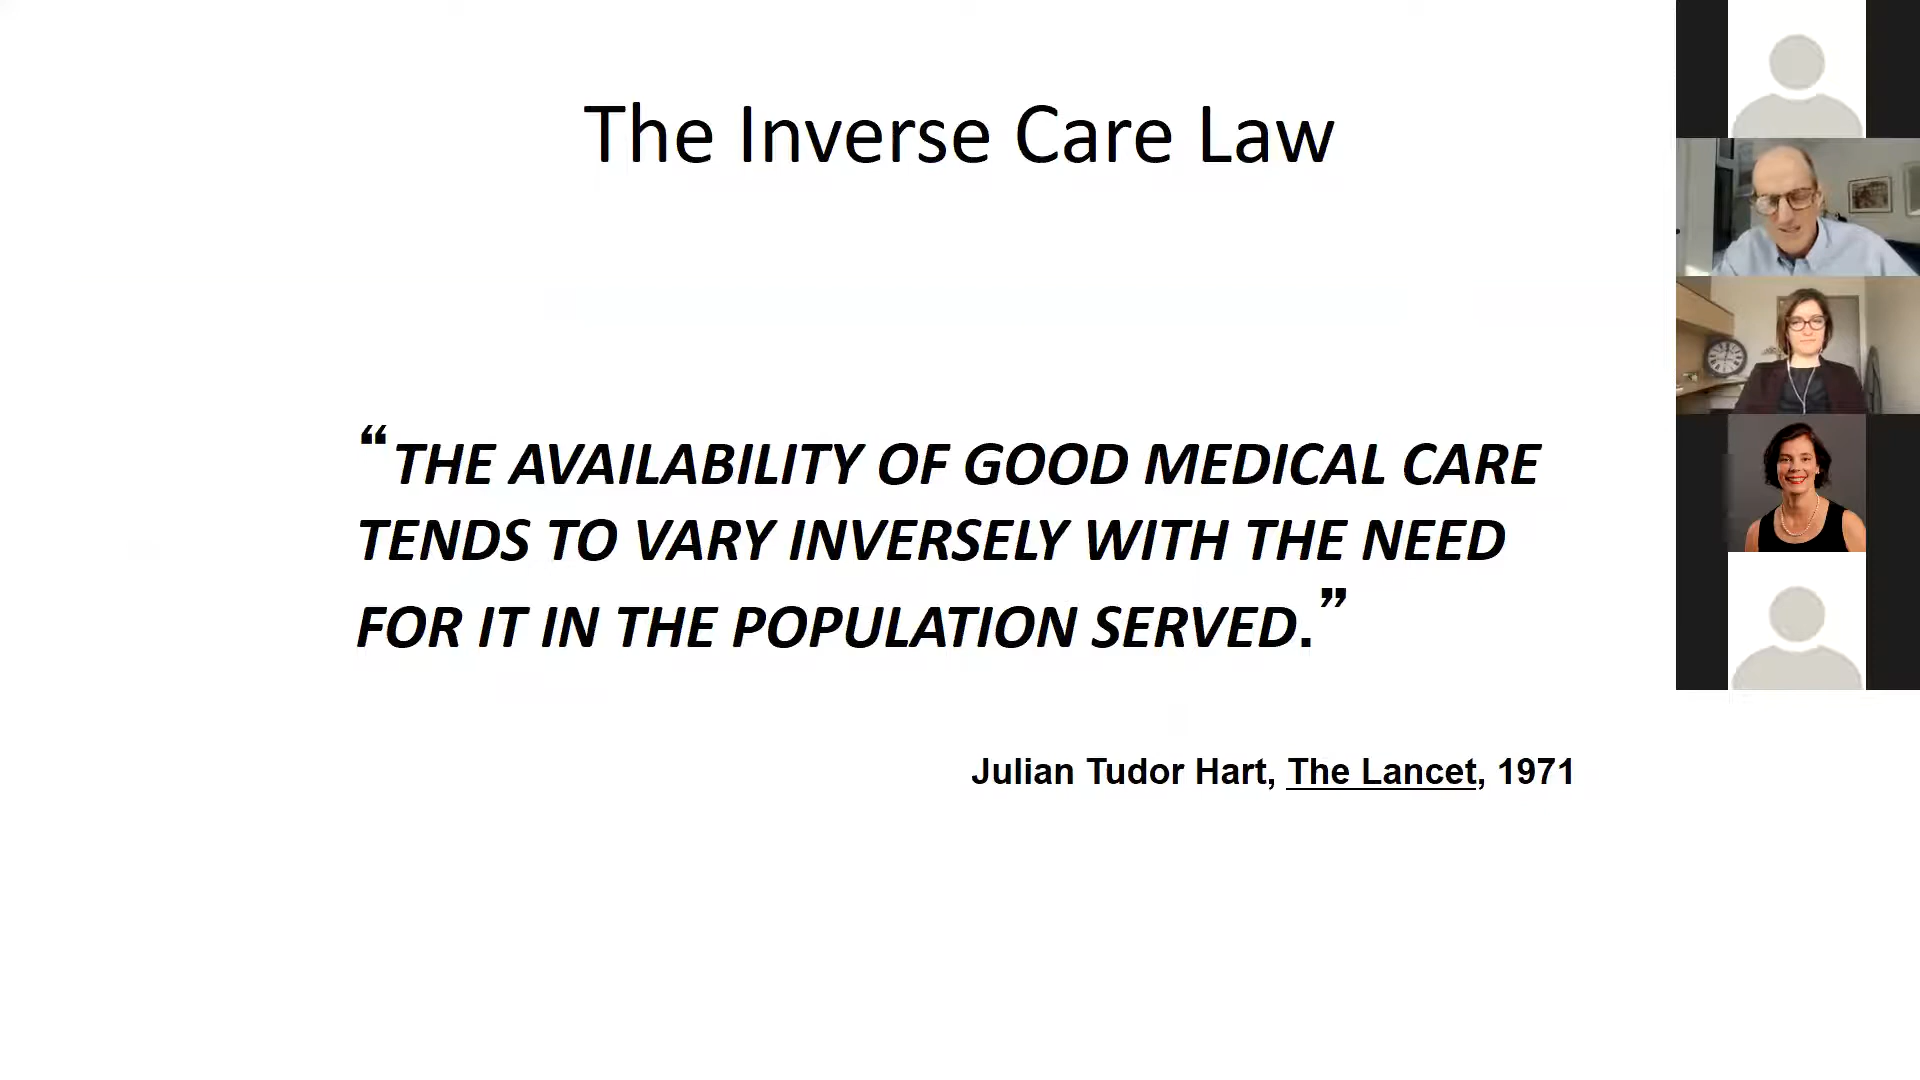 The Inverse Care Law
“THE AVAILABILITY OF GOOD MEDICAL CARE
TENDS TO VARY INVERSELY WITH THE NEED
FOR IT IN THE POPULATION SERVED.”
Julian Tudor Hart, The Lancet, 1971